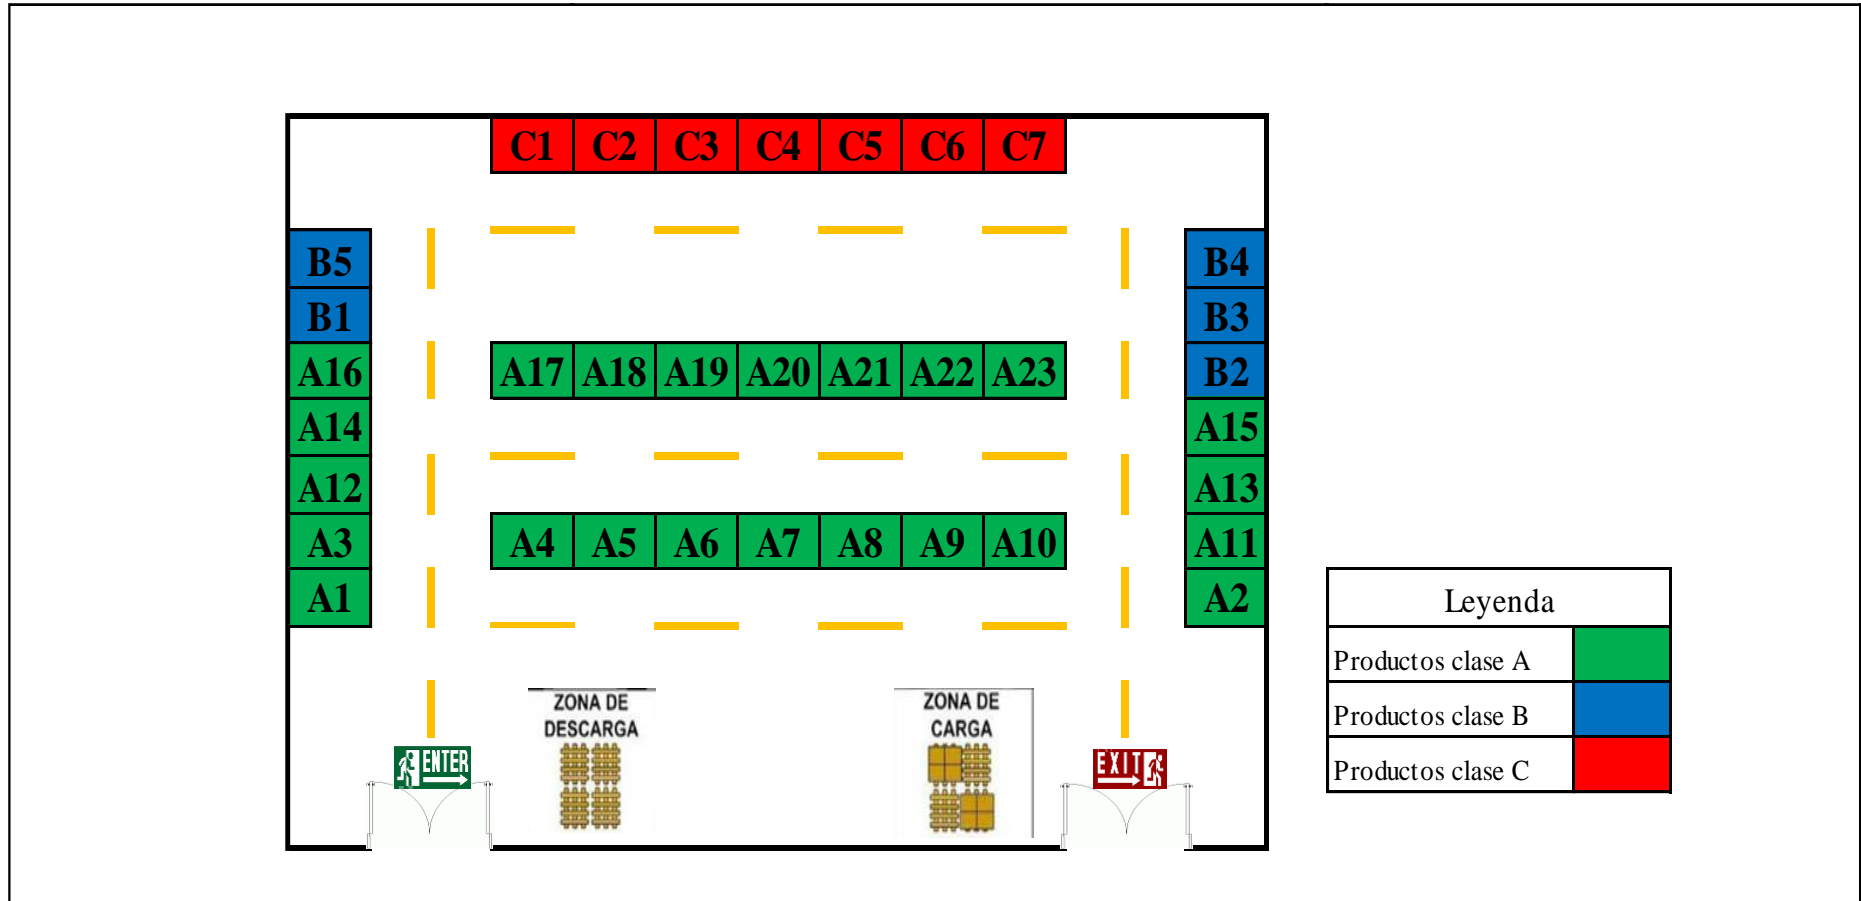 C1 C2 C3 C4 C5 C6 C7
B5 B4
B1 B3
A16 A17 A18 A19 A20 A21 A22 A23 B2
A14 A15
A12 A13
A3 A4 A5 A6 A7 A8 A9 A10 A11
A1 A2
Leyenda
Productos clase A
Productos clase B
Productos clase C
ZONA DE
DESCARGA
ZONA DE
CARGA
ENTER
EXIT